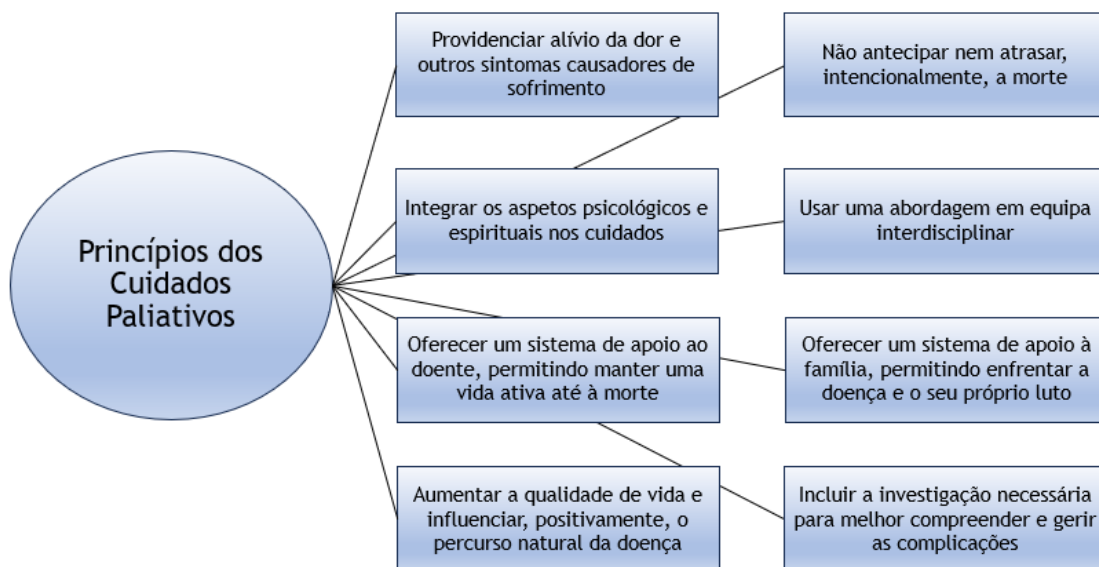 Princípios dos
Cuidados
Paliativos
Providenciar alívio da dor e
outros sintomas causadores de
sofrimento
Não antecipar nem atrasar,
intencionalmente, a morte
Integrar os aspetos psicológicos e
espirituais nos cuidados
Usar uma abordagem em equipa
interdisciplinar
Oferecer um sistema de apoio ao
doente, permitindo manter uma
vida ativa até à morte
Oferecer um sistema de apoio à
família, permitindo enfrentar a
doença e o seu próprio luto
Aumentar a qualidade de vida e
influenciar, positivamente, o
percurso natural da doença
Incluir a investigação necessária
para melhor compreender e gerir
as complicações